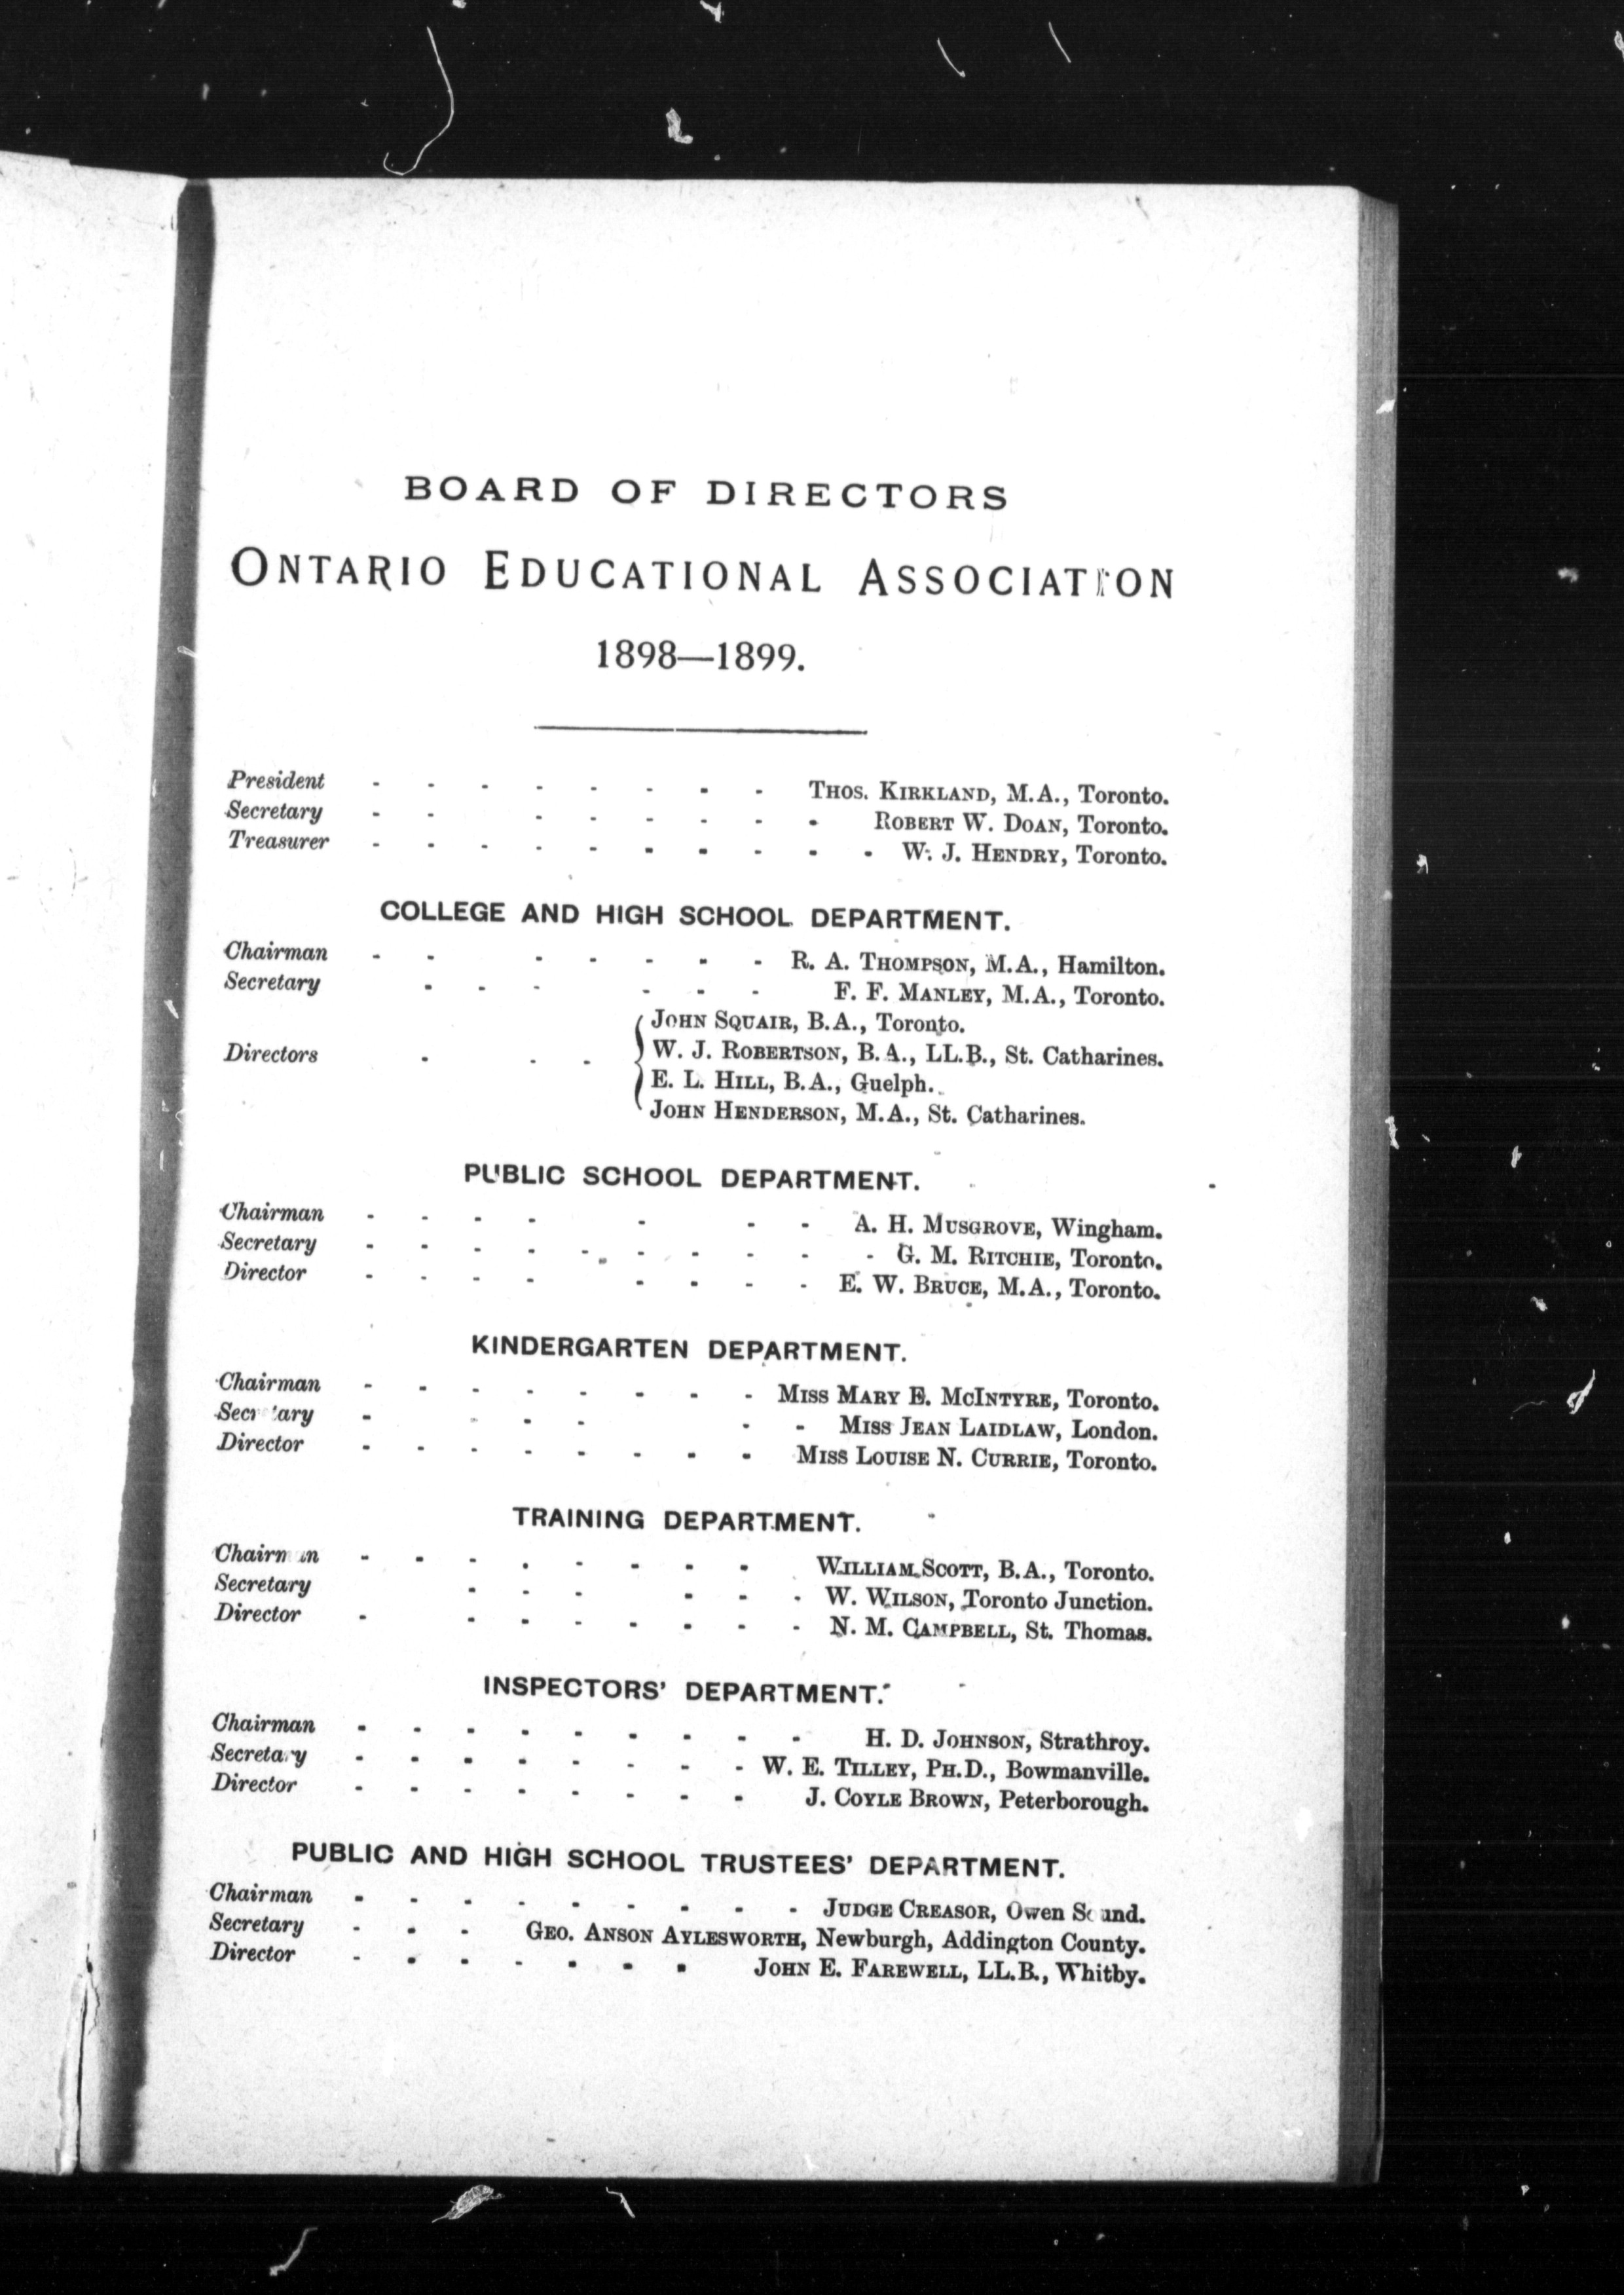 BOARD OF DIRECTORS
ONTARIO EDUCATIONAL ASSOCIATION
1898—1899.
President - - - - - - - - THOS. KIRKLAND, M.A., Toronto.
Secretary - - - - - - - - ROBERT W. DOAN, Toronto.
Treasurer - - - - - - - - - - W. J. HENDRY, Toronto.
COLLEGE AND HIGH SCHOOL DEPARTMENT.
Chairman - - - - - - - R. A. THOMPSON, M.A., Hamilton.
Secretary - - - - - - F. F. MANLEY, M.A., Toronto.
JOHN SQUAIR, B.A., Toronto.
Directors - - - W. J. ROBERTSON, B.A., LL.B., St. Catharines.
E. L. HILL, B.A., Guelph.
JOHN HENDERSON, M.A., St. Catharines.
PUBLIC SCHOOL DEPARTMENT.
Chairman - - - - - - - A. H. MUSGROVE, Wingham.
Secretary - - - - - - - - - - G. M. RITCHIE, Toronto.
Director - - - - - - - - E. W. BRUCE, M.A., Toronto.
KINDERGARTEN DEPARTMENT.
Chairman - - - - - - - - MISS MARY E. MCINTYRE, Toronto.
Secretary - - - - - - MISS JEAN LAIDLAW, London.
Director - - - - - - - - MISS LOUISE N. CURRIE, Toronto.
TRAINING DEPARTMENT.
Chairman - - - - - - - - WILLIAM SCOTT, B.A., Toronto.
Secretary - - - - - - W. WILSON, Toronto Junction.
Director - - - - - - - - N. M. CAMPBELL, St. Thomas.
INSPECTORS' DEPARTMENT.
Chairman - - - - - - - - - H. D. JOHNSON, Strathroy.
Secretary - - - - - - - - W. E. TILLEY, PH.D., Bowmanville.
Director - - - - - - - - J. COYLE BROWN, Peterborough.
PUBLIC AND HIGH SCHOOL TRUSTEES' DEPARTMENT.
Chairman - - - - - - - - - JUDGE CREASOR, Owen Sound.
Secretary - - - GEO. ANSON AYLESWORTH, Newburgh, Addington County.
Director - - - - - - - JOHN E. FAREWELL, LL.B., Whitby.